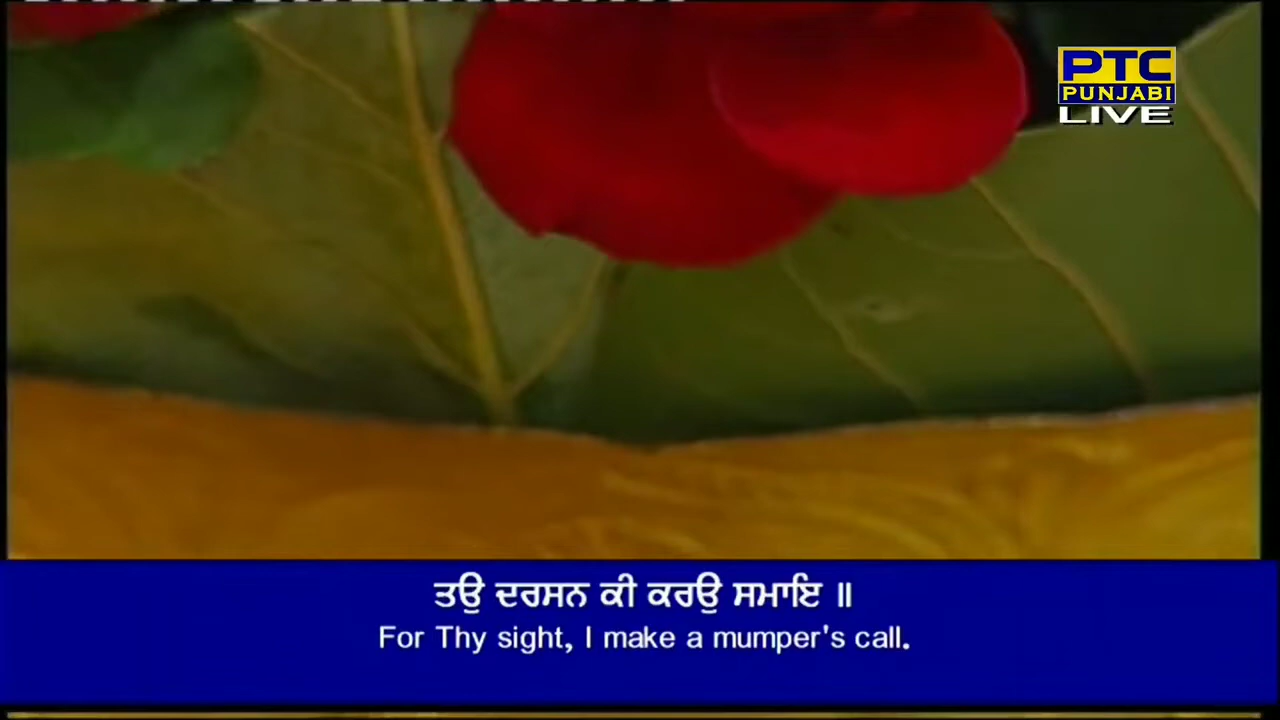 PTC
PUNJABI
LIVE
ਤਉ ਦਰਸਨ ਕੀ ਕਰਉ ਸਮਾਇ ॥
For Thy sight, I make a mumper's call.